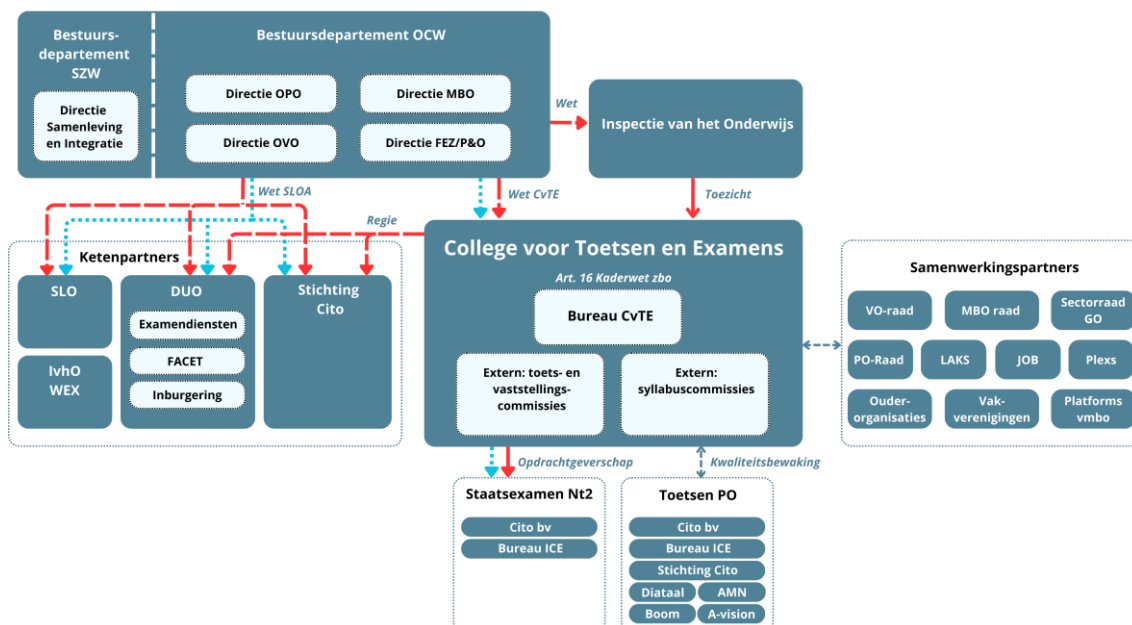 Bestuurs-
departement
SZW
Directie
Samenleving
en Integratie
Bestuursdepartement OCW
Directie OPO
Directie MBO
Directie OVO
Directie FEZ/P&O
Wet
Inspectie van het Onderwijs
Wet SLOA
Wet CvTE
Toezicht
Regie
Ketenpartners
SLO
IvhO
WEX
DUO
Examendiensten
FACET
Inburgering
Stichting
Cito
College voor Toetsen en Examens
Art. 16 Kaderwet zbo
Bureau CvTE
Extern: toets- en
vaststellings-
commissies
Extern:
syllabuscommissies
Samenwerkingspartners
VO-raad
MBO raad
Sectorraad
GO
PO-Raad
LAKS
JOB
Plexs
Ouder-
organisaties
Vak-
verenigingen
Platforms
vmbo
Opdrachtgeverschap
Kwaliteitsbewaking
Staatsexamen Nt2
Cito bv
Bureau ICE
Toetsen PO
Cito bv
Bureau ICE
Stichting Cito
Diataal
AMN
Boom
A-vision